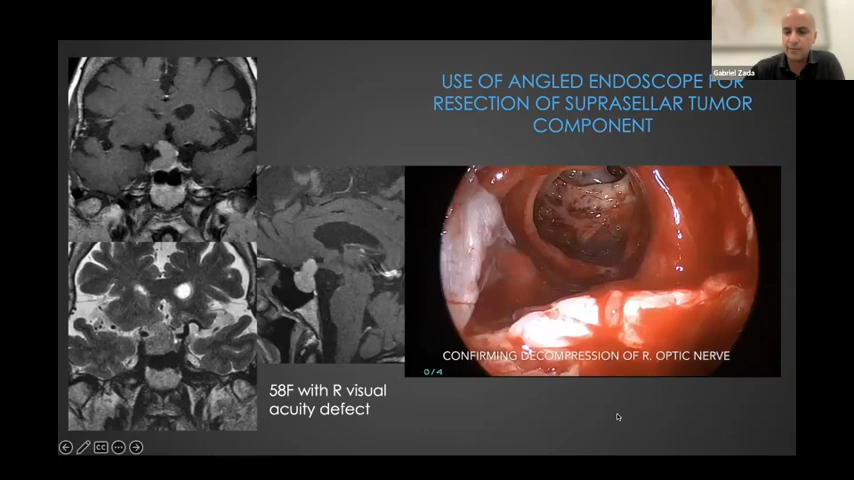 Gabriel Zada
USE OF ANGLED ENDOSCOPE FOR
RESECTION OF SUPRASELLAR TUMOR
COMPONENT
CONFIRMING DECOMPRESSION OF R. OPTIC NERVE
0/4
58F with R visual
acuity defect
CC